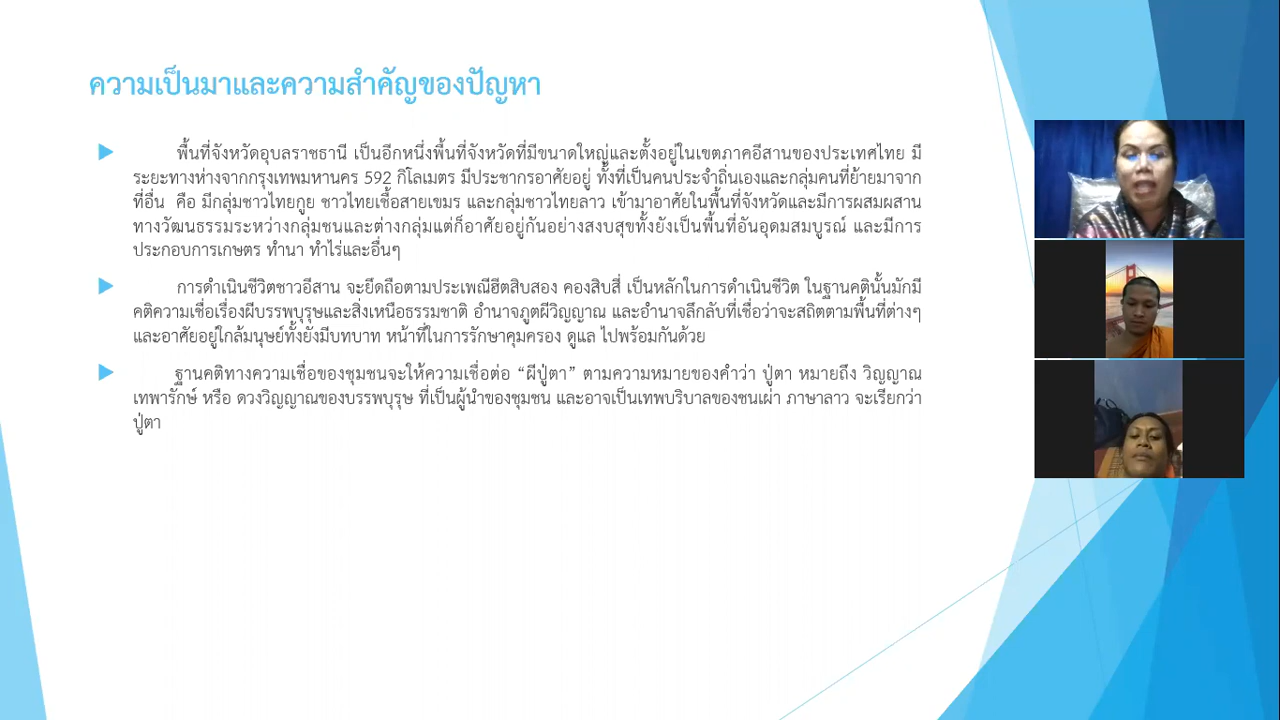 ความเป็นมาและความสำคัญของปัญหา
พื้นที่จังหวัดอุบลราชธานี เป็นอีกหนึ่งพื้นที่จังหวัดที่มีขนาดใหญ่และตั้งอยู่ในเขตภาคอีสานของประเทศไทย มี
ระยะทางห่างจากกรุงเทพมหานคร 592 กิโลเมตร มีประชากรอาศัยอยู่ ทั้งที่เป็นคนประจำถิ่นเองและกลุ่มคนที่ย้ายมาจาก
ที่อื่น คือ มีกลุ่มชาวไทยกูย ชาวไทยเชื้อสายเขมร และกลุ่มชาวไทยลาว เข้ามาอาศัยในพื้นที่จังหวัดและมีการผสมผสาน
ทางวัฒนธรรมระหว่างกลุ่มชนและต่างกลุ่มแต่ก็อาศัยอยู่กันอย่างสงบสุขทั้งยังเป็นพื้นที่อันอุดมสมบูรณ์ และมีการ
ประกอบการเกษตร ทำนา ทำไร่และอื่นๆ
การดำเนินชีวิตชาวอีสาน จะยึดถือตามประเพณีฮีตสิบสอง คองสิบสี่ เป็นหลักในการดำเนินชีวิต ในฐานคตินั้นมักมี
คติความเชื่อเรื่องผีบรรพบุรุษและสิ่งเหนือธรรมชาติ อำนาจภูตผีวิญญาณ และอำนาจลึกลับที่เชื่อว่าจะสถิตตามพื้นที่ต่างๆ
และอาศัยอยู่ใกล้มนุษย์ทั้งยังมีบทบาท หน้าที่ในการรักษาคุมครอง ดูแล ไปพร้อมกันด้วย
ฐานคติทางความเชื่อของชุมชนจะให้ความเชื่อต่อ “ผีปู่ตา” ตามความหมายของคำว่า ปู่ตา หมายถึง วิญญาณ
เทพารักษ์ หรือ ดวงวิญญาณของบรรพบุรุษ ที่เป็นผู้นำของชุมชน และอาจเป็นเทพบริบาลของชนเผ่า ภาษาลาว จะเรียกว่า
ปู่ตา